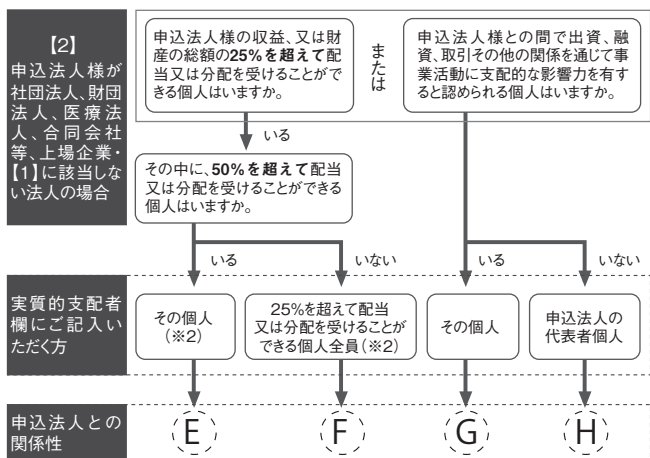 【2】
申込法人様が
社団法人、財団
法人、医療法
人、合同会社
等、上場企業・
【1】に該当しな
い法人の場合
申込法人様の収益、又は財
産の総額の25%を超えて配
当又は分配を受けることがで
きる個人はいますか。
または
申込法人様との間で出資、融
資、取引その他の関係を通じて事
業活動に支配的な影響力を有す
ると認められる個人はいますか。
いる
その中に、50%を超えて配当
又は分配を受けることができる
個人はいますか。
いる
いない
いる
いない
実質的支配者
欄にご記入い
ただく方
その個人
(※2)
25%を超えて配当
又は分配を受けることが
できる個人全員(※2)
その個人
申込法人の
代表者個人
申込法人との
関係性
E
F
G
H